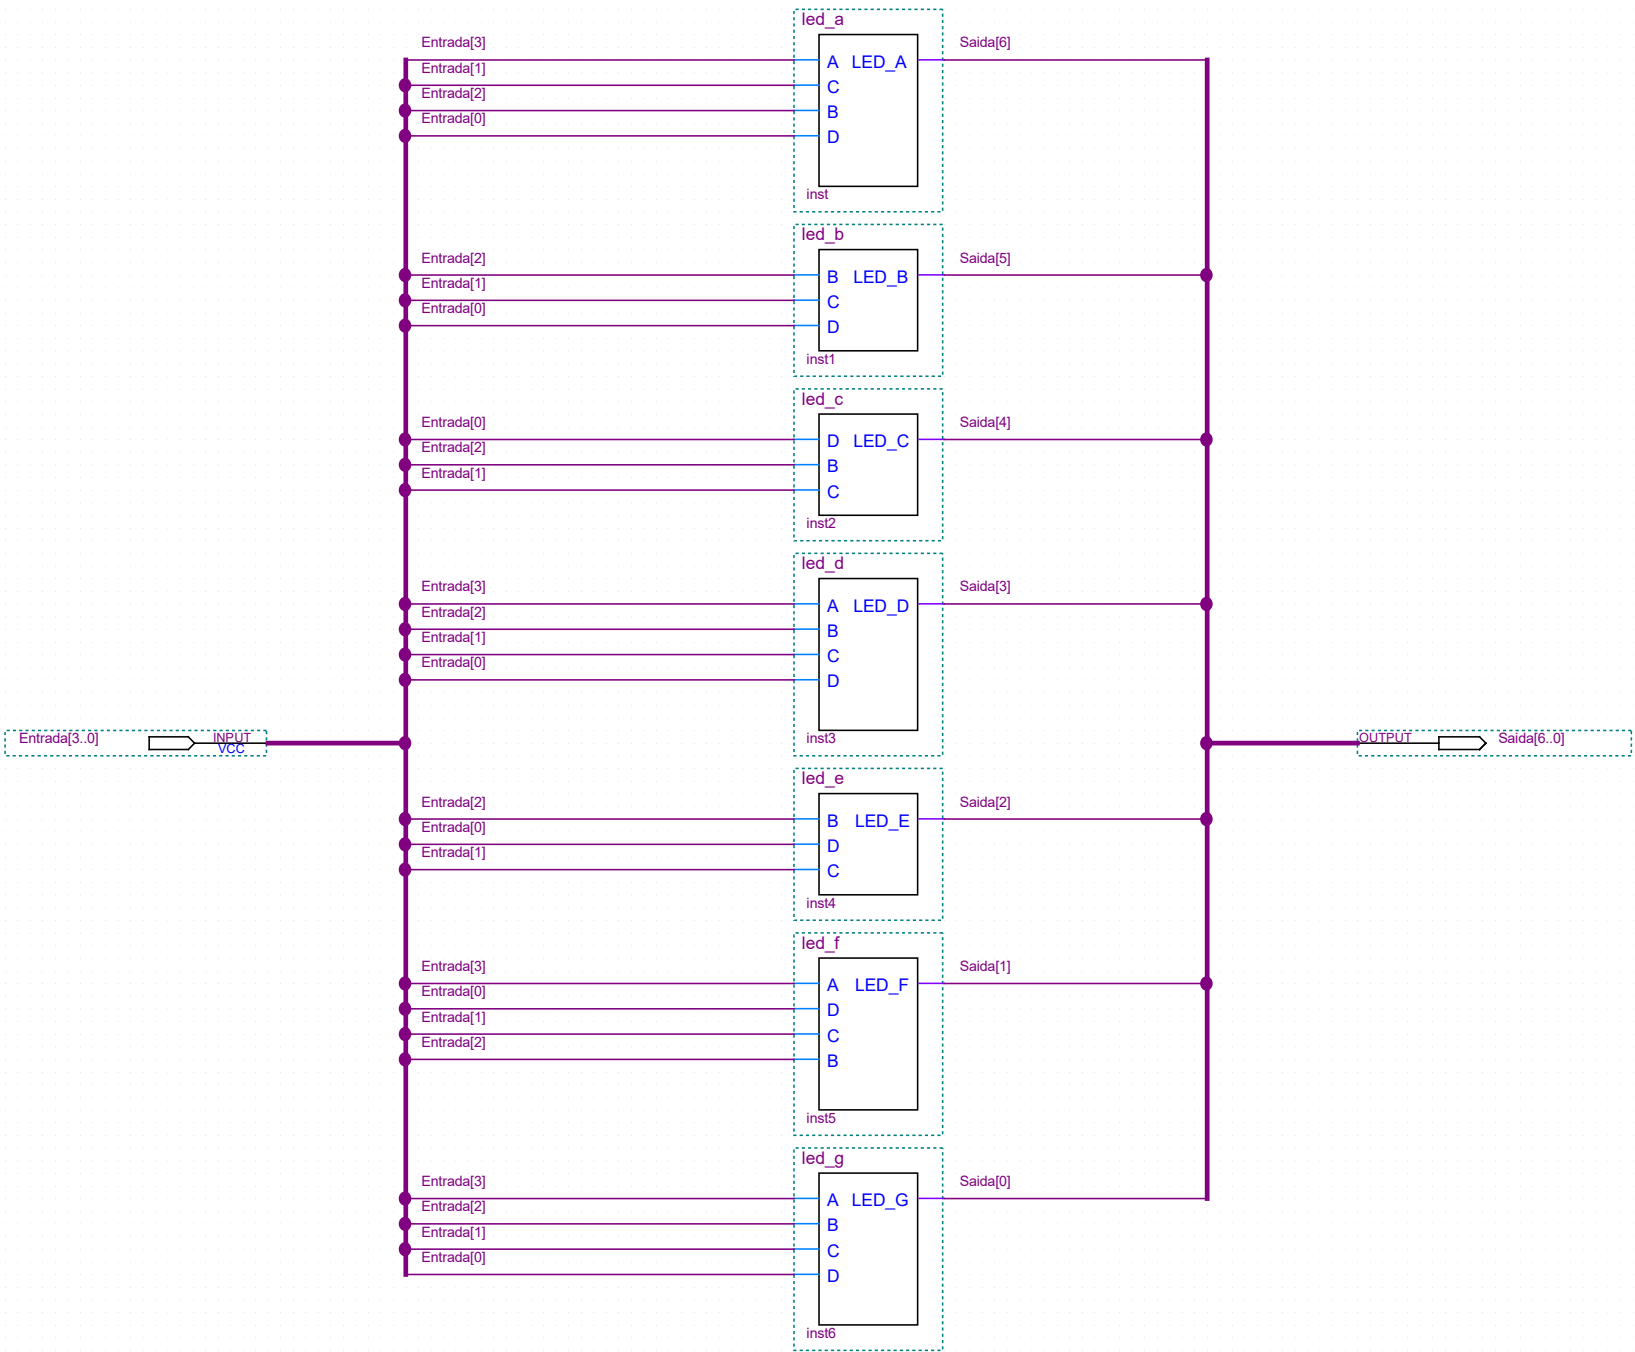 led_a
Entrada[3]
A LED_A
Saida[6]
Entrada[1]
C
Entrada[2]
B
Entrada[0]
D
inst
led_b
Entrada[2]
B LED_B
Saida[5]
Entrada[1]
C
Entrada[0]
D
inst1
led_c
Entrada[0]
D LED_C
Saida[4]
Entrada[2]
B
Entrada[1]
C
inst2
led_d
Entrada[3]
A LED_D
Saida[3]
Entrada[2]
B
Entrada[1]
C
Entrada[0]
D
inst3
Entrada[3..0]
INPUT
VCC
OUTPUT
Saida[6..0]
led_e
Entrada[2]
B LED_E
Saida[2]
Entrada[0]
D
Entrada[1]
C
inst4
led_f
Entrada[3]
A LED_F
Saida[1]
Entrada[0]
D
Entrada[1]
C
Entrada[2]
B
inst5
led_g
Entrada[3]
A LED_G
Saida[0]
Entrada[2]
B
Entrada[1]
C
Entrada[0]
D
inst6